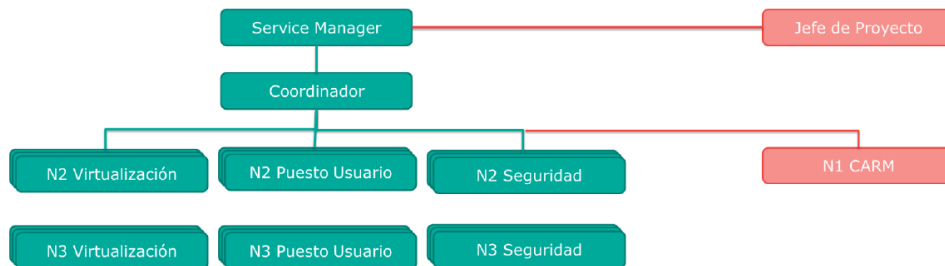 Service Manager
Jefe de Proyecto
Coordinador
N2 Virtualización
N2 Puesto Usuario
N2 Seguridad
N1 CARM
N3 Virtualización
N3 Puesto Usuario
N3 Seguridad